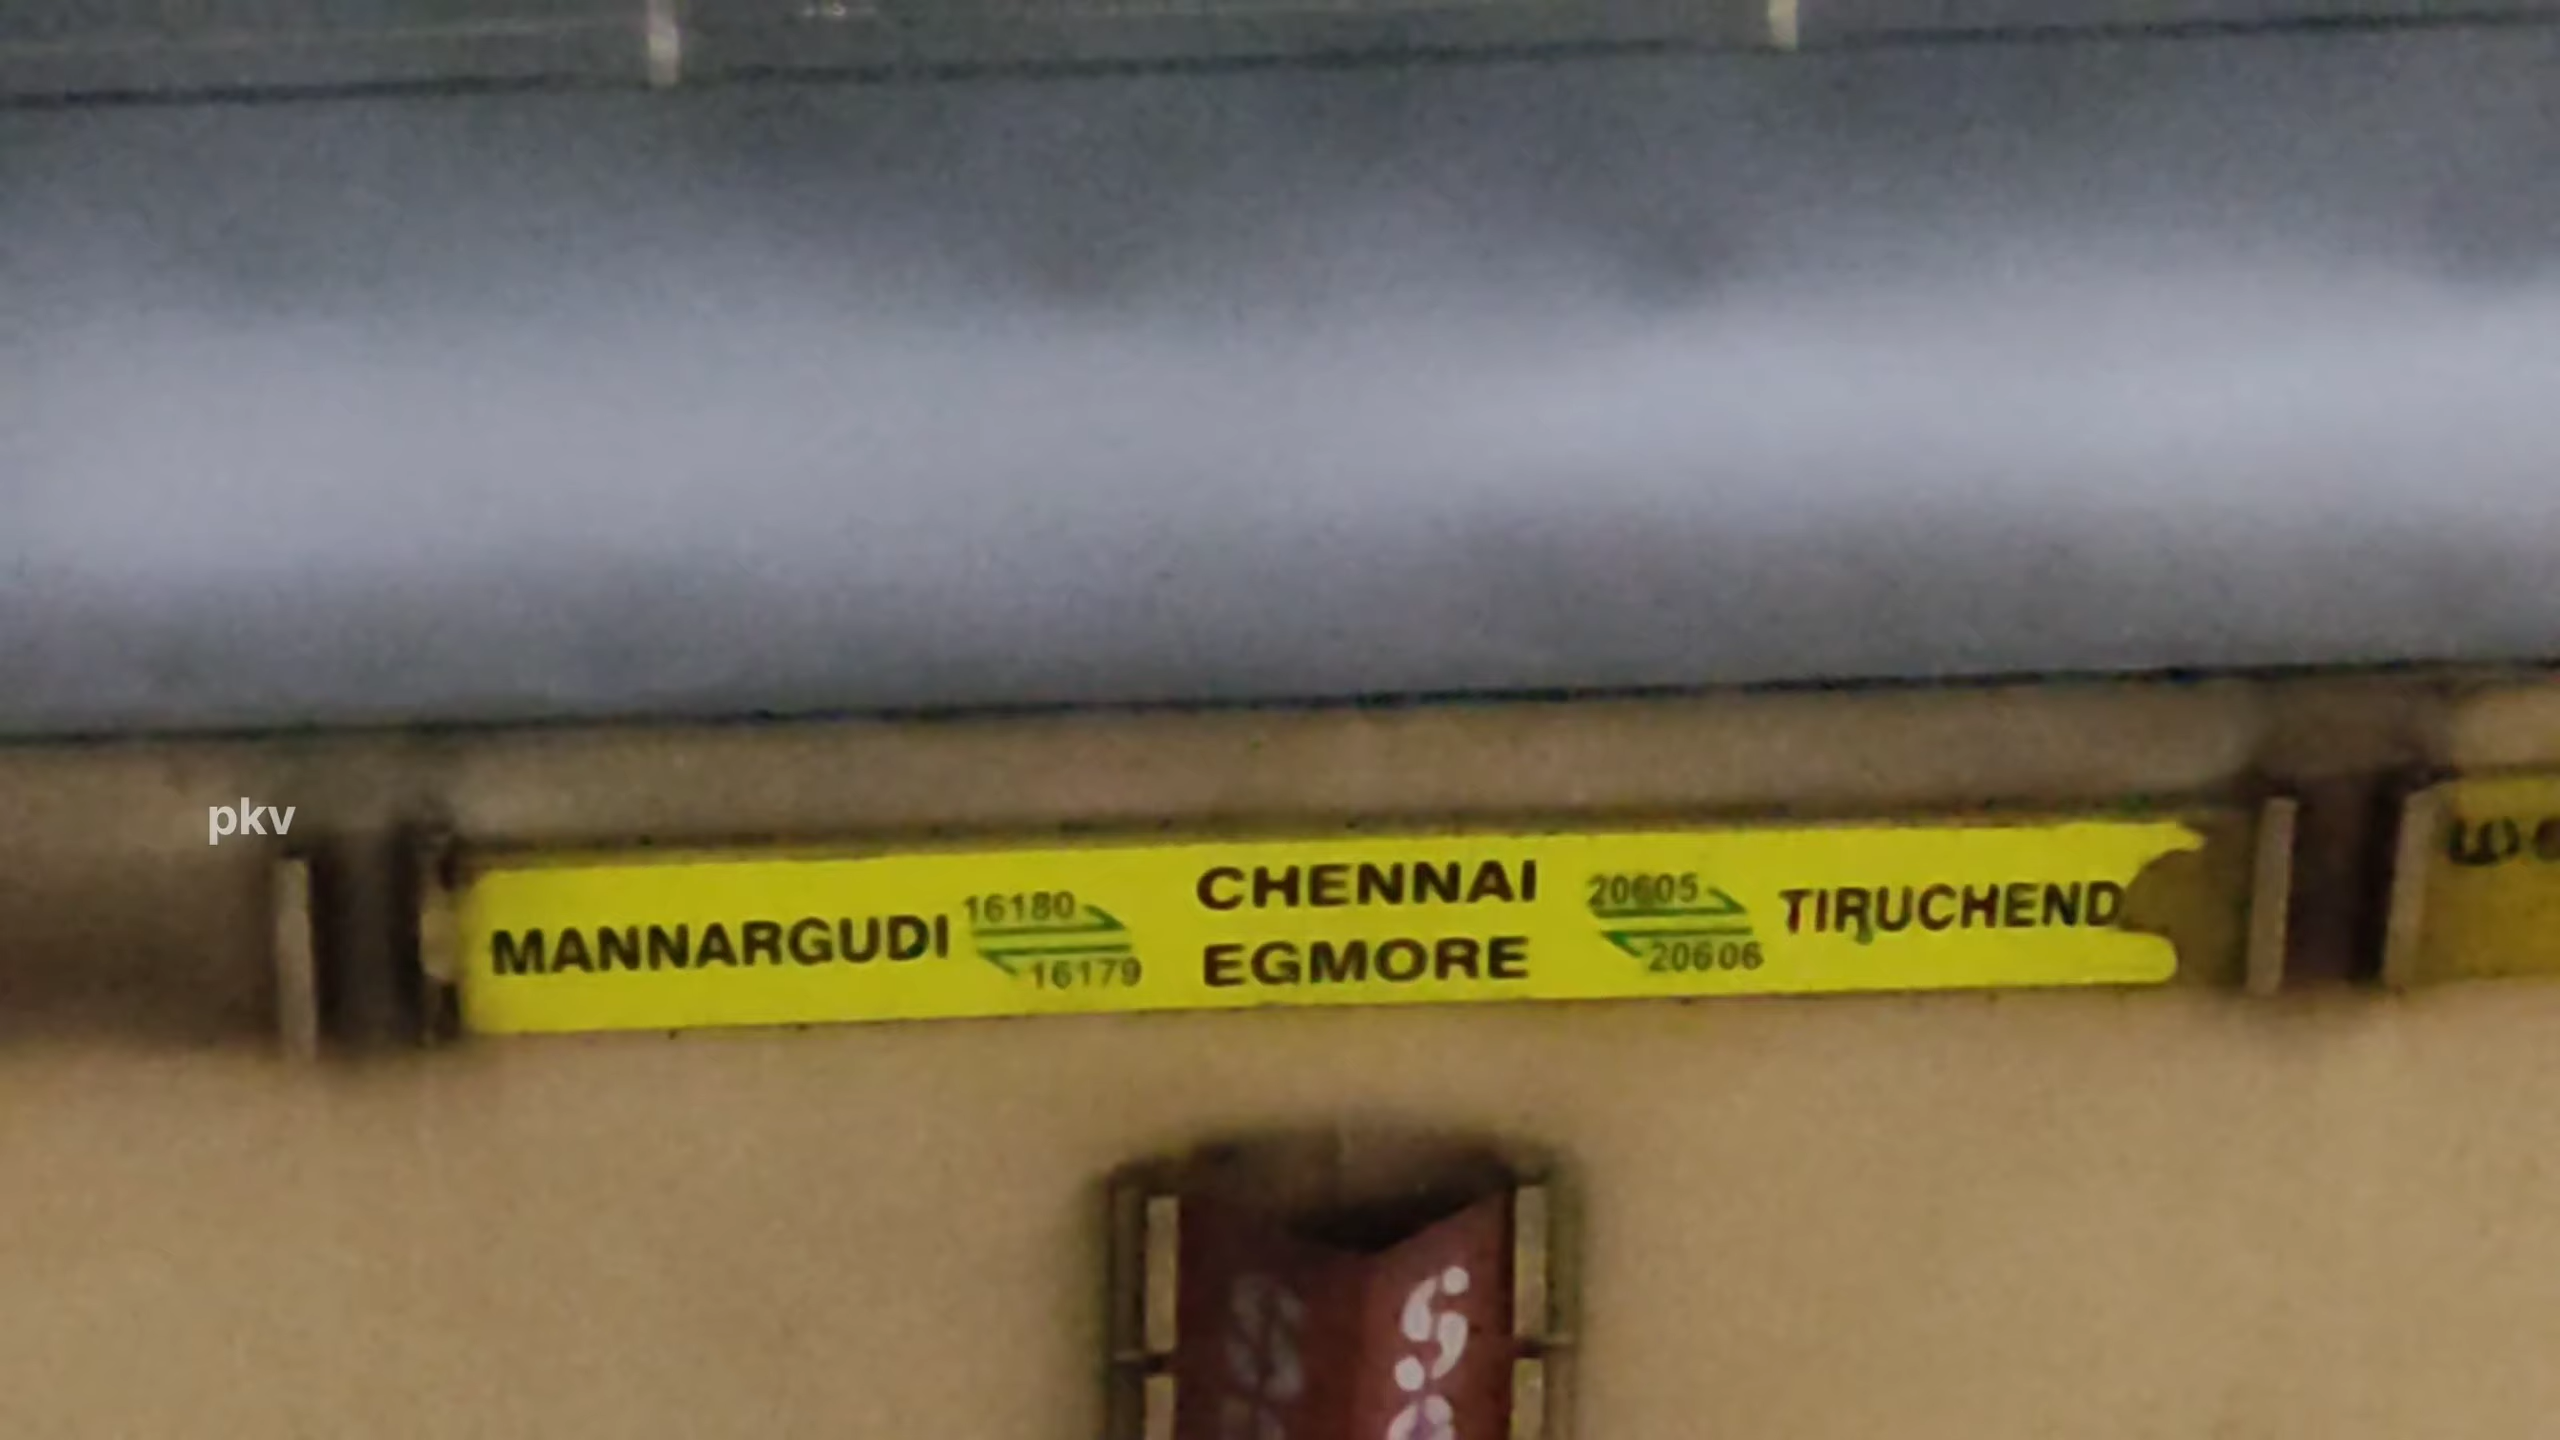 pkv
MANNARGUDI
16180
16179
CHENNAI
EGMORE
20605
20606
TIRUCHEND
S